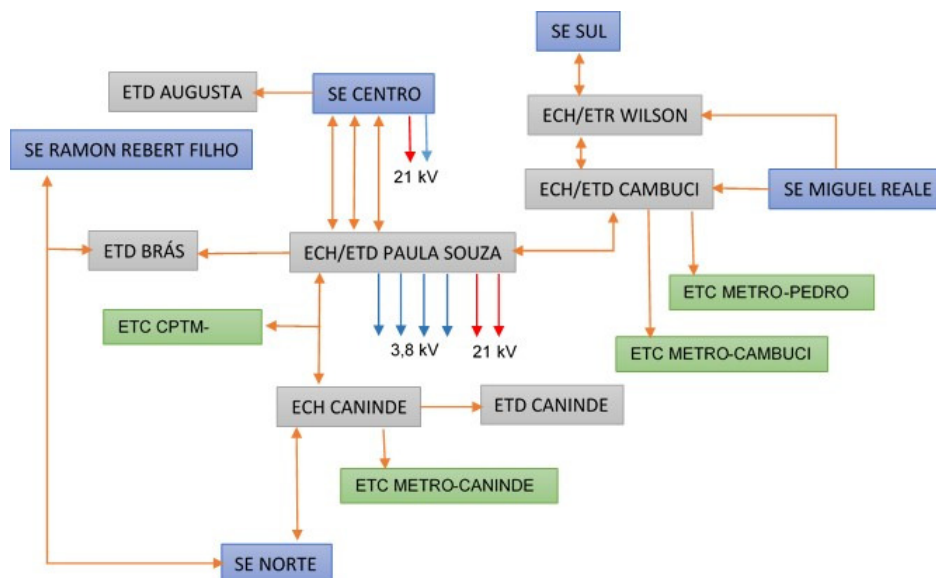 SE SUL
ETD AUGUSTA
SE CENTRO
ECH/ETR WILSON
SE RAMON REBERT FILHO
21 kV
ECH/ETD CAMBUCI
SE MIGUEL REALE
ETD BRÁS
ECH/ETD PAULA SOUZA
ETC METRO-PEDRO
ETC CPTM-
3,8 kV
21 kV
ETC METRO-CAMBUCI
ECH CANINDE
ETD CANINDE
ETC METRO-CANINDE
SE NORTE